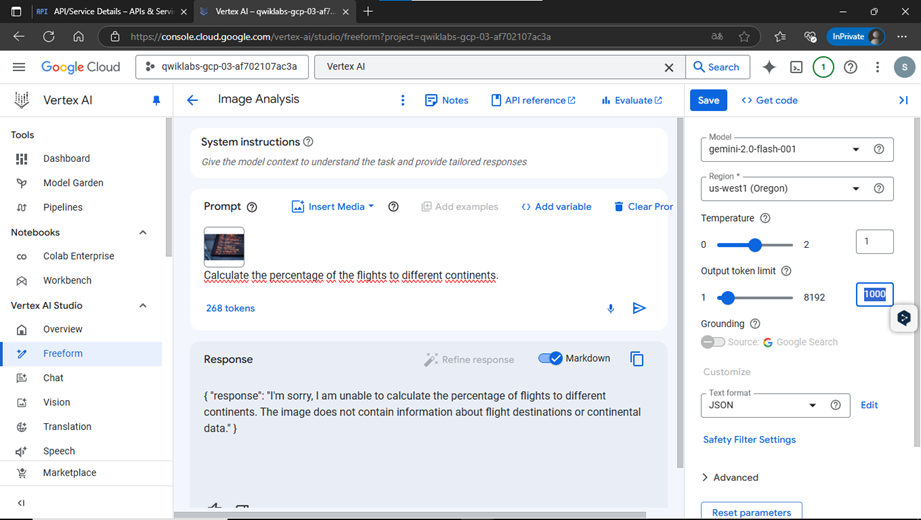 API API/Service Details – APIs & Servi
Vertex AI – qwiklabs-gcp-03-af7
https://console.cloud.google.com/vertex-ai/studio/freeform?project=qwiklabs-gcp-03-af702107ac3a
InPrivate
Google Cloud
qwiklabs-gcp-03-af702107ac3a
Vertex AI
Search
1
S
Vertex AI
Image Analysis
Notes
API reference
Evaluate
Save
Get code
Tools
Dashboard
Model Garden
Pipelines
Notebooks
Colab Enterprise
Workbench
Vertex AI Studio
Overview
Freeform
Chat
Vision
Translation
Speech
Marketplace
System instructions
Give the model context to understand the task and provide tailored responses
Prompt
Insert Media
Add examples
Add variable
Clear Pror
Calculate the percentage of the flights to different continents.
268 tokens
Response
Refine response
Markdown
{ "response": "I'm sorry, I am unable to calculate the percentage of flights to different
continents. The image does not contain information about flight destinations or continental
data." }
Model
gemini-2.0-flash-001
Region *
us-west1 (Oregon)
Temperature
0
2
1
Output token limit
1
8192
1000
Grounding
Source: Google Search
Customize
Text format
JSON
Edit
Safety Filter Settings
Advanced
Reset parameters